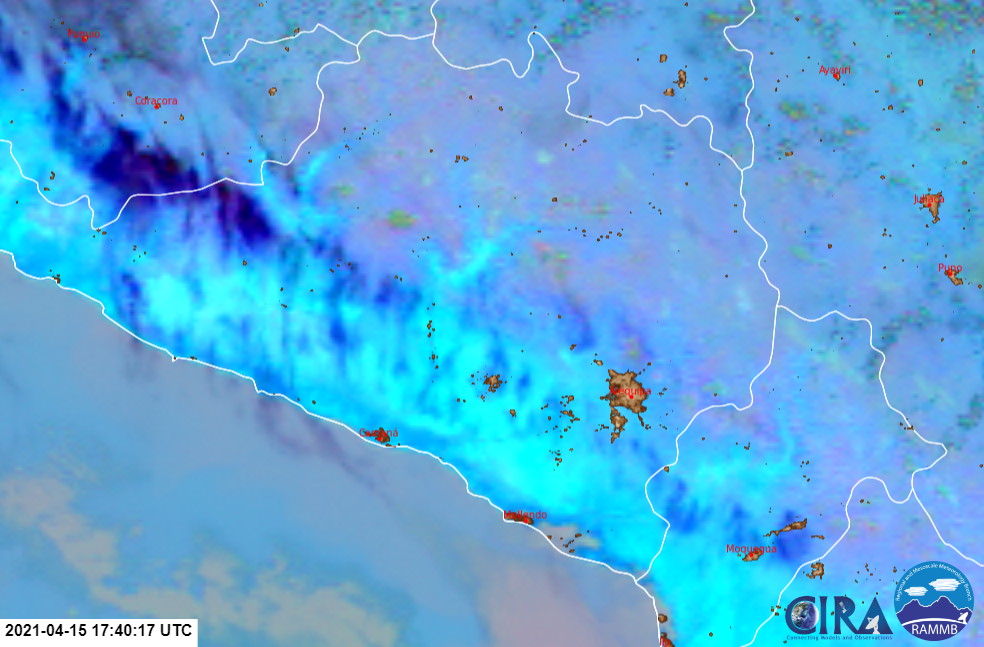 Puquio
Ayaviri
Coracora
Juliaca
Puno
Arequipa
Camaná
Mollendo
Moquegua
2021-04-15 17:40:17 UTC
CIRA
Connecting Models and Observations
Regional and Mesoscale Meteorology Branch
RAMMB